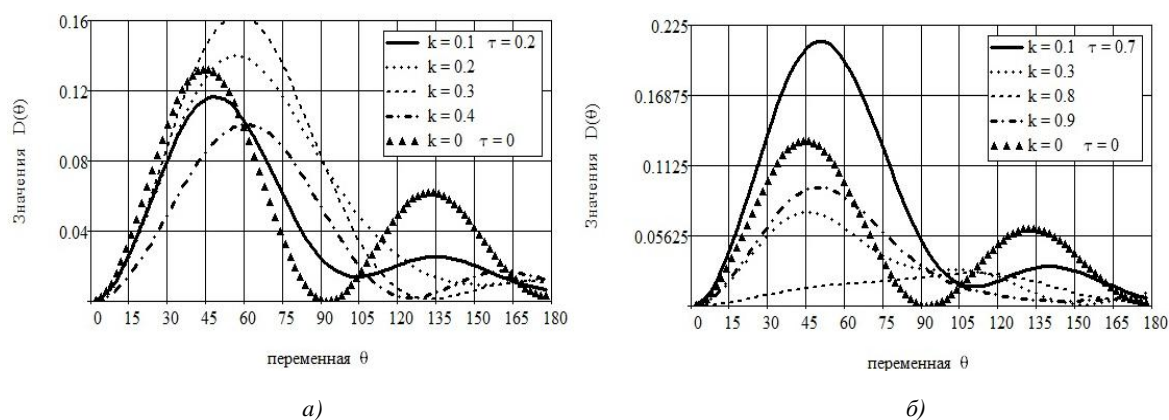 0.16
0.12
0.08
0.04
Значения D(θ)
k = 0.1 τ = 0.2
k = 0.2
k = 0.3
k = 0.4
k = 0 τ = 0
0 15 30 45 60 75 90 105 120 135 150 165 180
переменная θ
а)
0.225
0.16875
0.1125
0.05625
Значения D(θ)
k = 0.1 τ = 0.7
k = 0.3
k = 0.8
k = 0.9
k = 0 τ = 0
0 15 30 45 60 75 90 105 120 135 150 165 180
переменная θ
б)